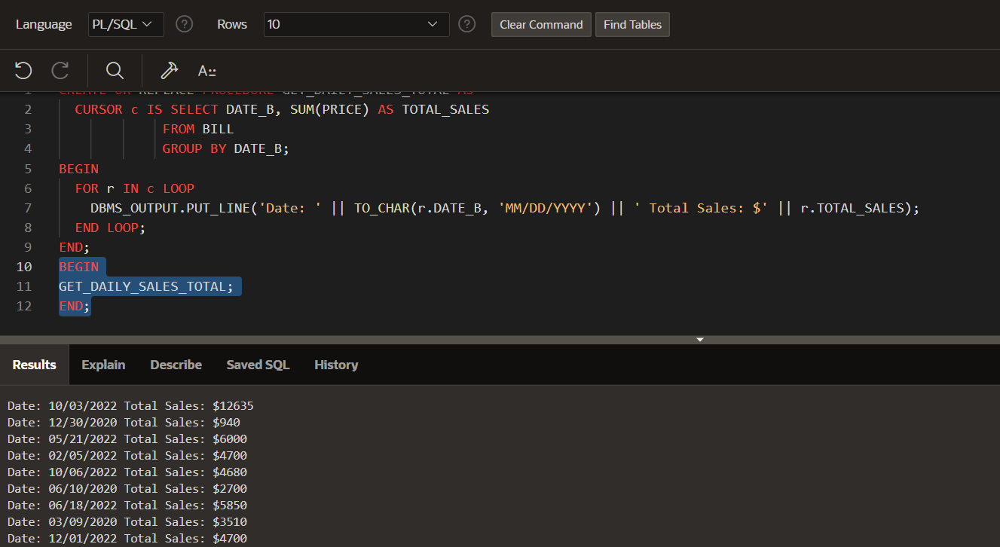 Language PL/SQL ? Rows 10 ? Clear Command Find Tables
A::
1 CREATE OR REPLACE PROCEDURE GET_DAILY_SALES_TOTAL AS
2 CURSOR c IS SELECT DATE_B, SUM(PRICE) AS TOTAL_SALES
3 FROM BILL
4 GROUP BY DATE_B;
5 BEGIN
6 FOR r IN c LOOP
7 DBMS_OUTPUT.PUT_LINE('Date: ' || TO_CHAR(r.DATE_B, 'MM/DD/YYYY') || ' Total Sales: $' || r.TOTAL_SALES);
8 END LOOP;
9 END;
10 BEGIN
11 GET_DAILY_SALES_TOTAL;
12 END;
Results Explain Describe Saved SQL History
Date: 10/03/2022 Total Sales: $12635
Date: 12/30/2020 Total Sales: $940
Date: 05/21/2022 Total Sales: $6000
Date: 02/05/2022 Total Sales: $4700
Date: 10/06/2022 Total Sales: $4680
Date: 06/10/2020 Total Sales: $2700
Date: 06/18/2022 Total Sales: $5850
Date: 03/09/2020 Total Sales: $3510
Date: 12/01/2022 Total Sales: $4700